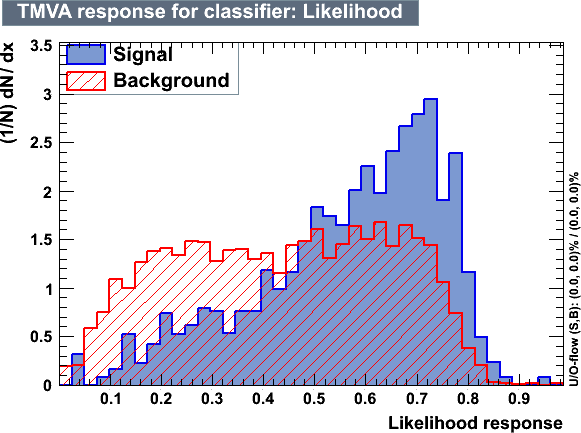 TMVA response for classifier: Likelihood
(1/N) dN / dx
Signal
Background
3.5
3
2.5
2
1.5
1
0.5
0
0.1 0.2 0.3 0.4 0.5 0.6 0.7 0.8 0.9
Likelihood response
U/O-flow (S,B): (0.0, 0.0)% / (0.0, 0.0)%